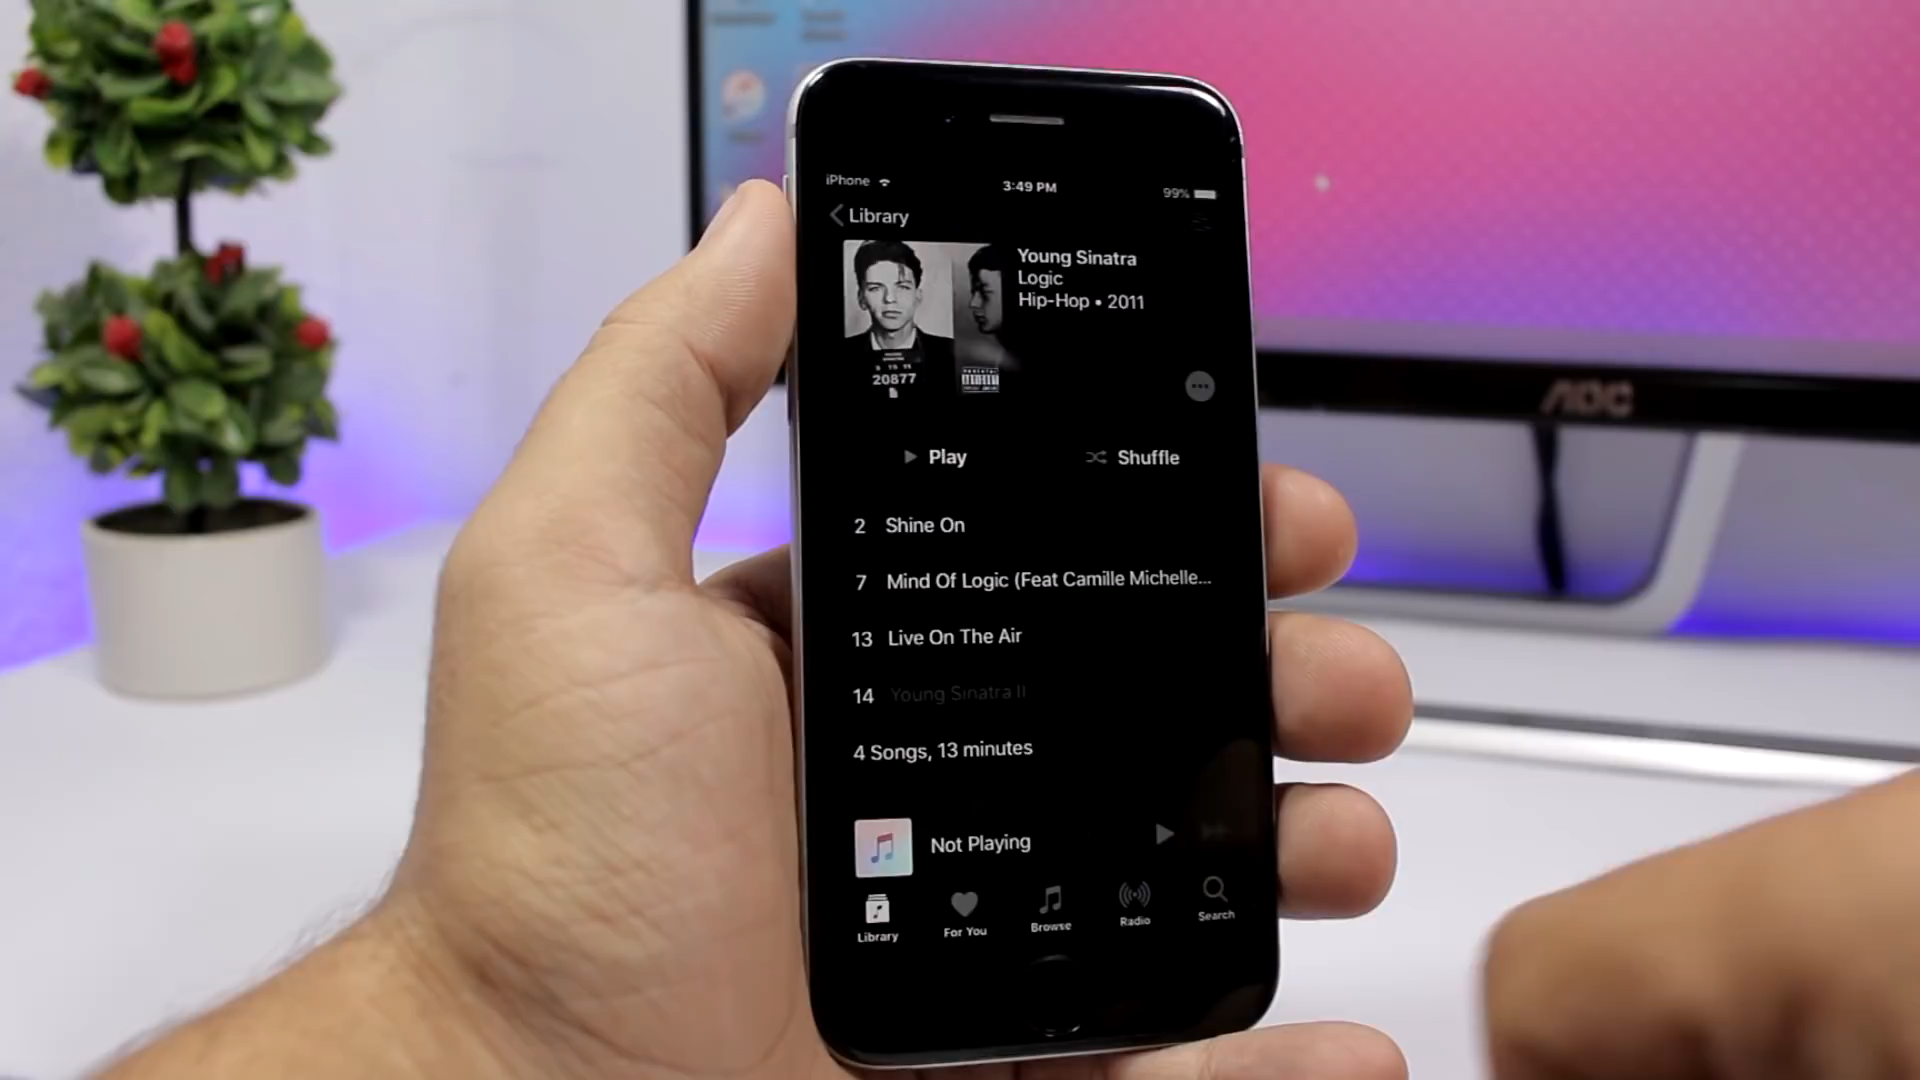 iPhone
3:49 PM
99%
Library
Young Sinatra
Logic
Hip-Hop • 2011
20877
Play
Shuffle
2 Shine On
7 Mind Of Logic (Feat Camille Michelle...
13 Live On The Air
14 Young Sinatra II
4 Songs, 13 minutes
Not Playing
Library
For You
Browse
Radio
Search
AOC